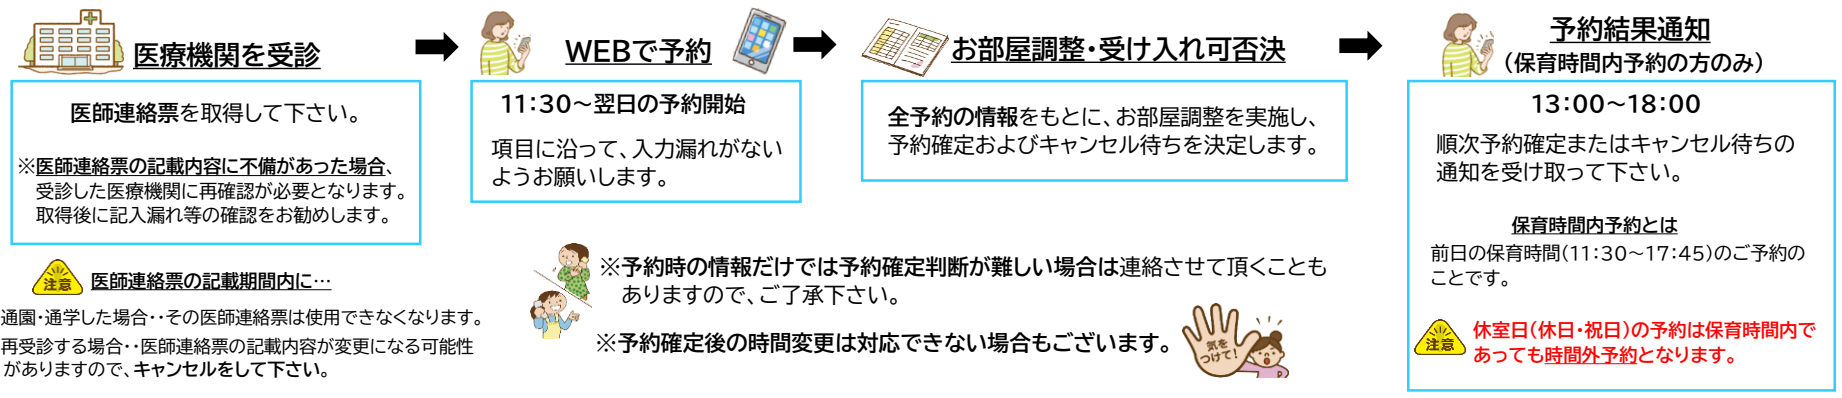 医療機関を受診
医師連絡票を取得して下さい。
※医師連絡票の記載内容に不備があった場合、
受診した医療機関に再確認が必要となります。
取得後に記入漏れ等の確認をお勧めします。
注意
医師連絡票の記載期間内に…
通園・通学した場合・・その医師連絡票は使用できなくなります。
再受診する場合・・医師連絡票の記載内容が変更になる可能性
がありますので、キャンセルをして下さい。
WEBで予約
11：30～翌日の予約開始
項目に沿って、入力漏れがない
ようお願いします。
お部屋調整・受け入れ可否決
全予約の情報をもとに、お部屋調整を実施し、
予約確定およびキャンセル待ちを決定します。
※予約時の情報だけでは予約確定判断が難しい場合は連絡させて頂くことも
ありますので、ご了承下さい。
※予約確定後の時間変更は対応できない場合もございます。
気を
つけて!
予約結果通知
（保育時間内予約の方のみ）
13：00～18：00
順次予約確定またはキャンセル待ちの
通知を受け取って下さい。
保育時間内予約とは
前日の保育時間(11：30～17：45)のご予約の
ことです。
注意
休室日（休日・祝日）の予約は保育時間内で
あっても時間外予約となります。